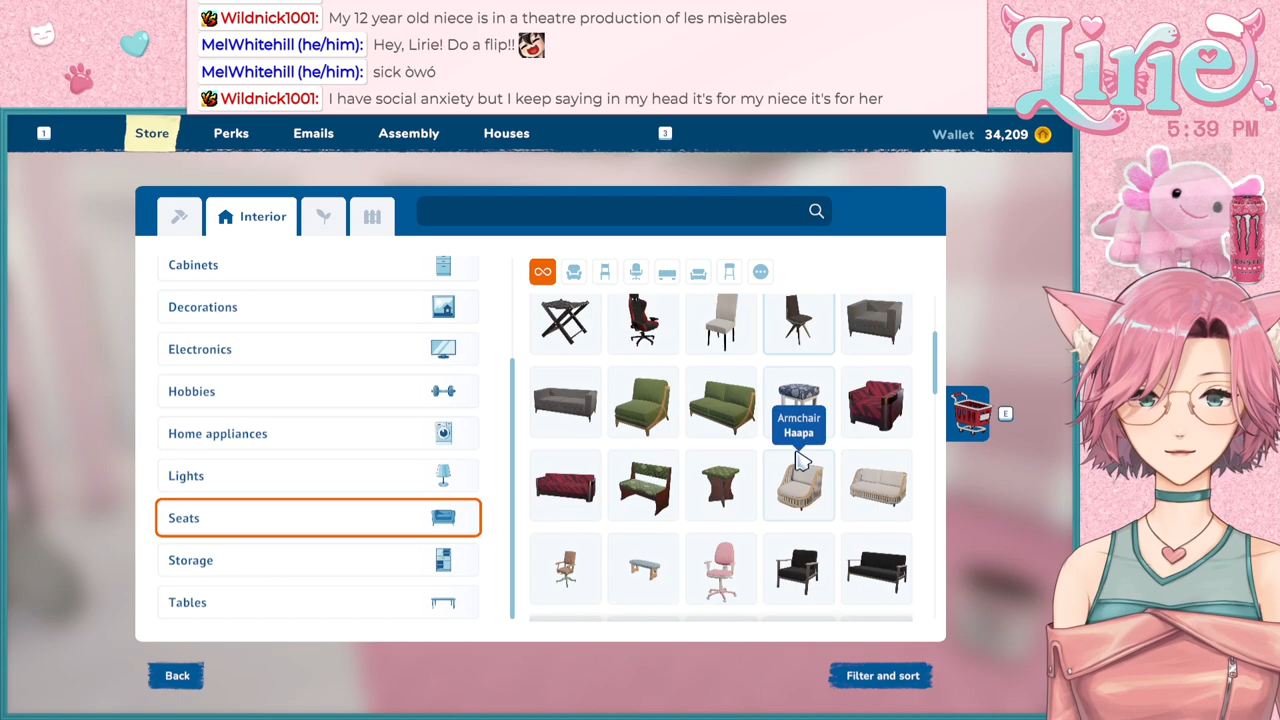 Wildnick1001: My 12 year old niece is in a theatre production of les misèrables
MelWhitehill (he/him): Hey, Lirie! Do a flip!!
MelWhitehill (he/him): sick òwó
Wildnick1001: I have social anxiety but I keep saying in my head it's for my niece it's for her
Lirie
5:39 PM
1 Store Perks Emails Assembly Houses 3 Wallet 34,209
Interior
Cabinets
Decorations
Electronics
Hobbies
Home appliances
Lights
Seats
Storage
Tables
Armchair
Haapa
E
Back
Filter and sort